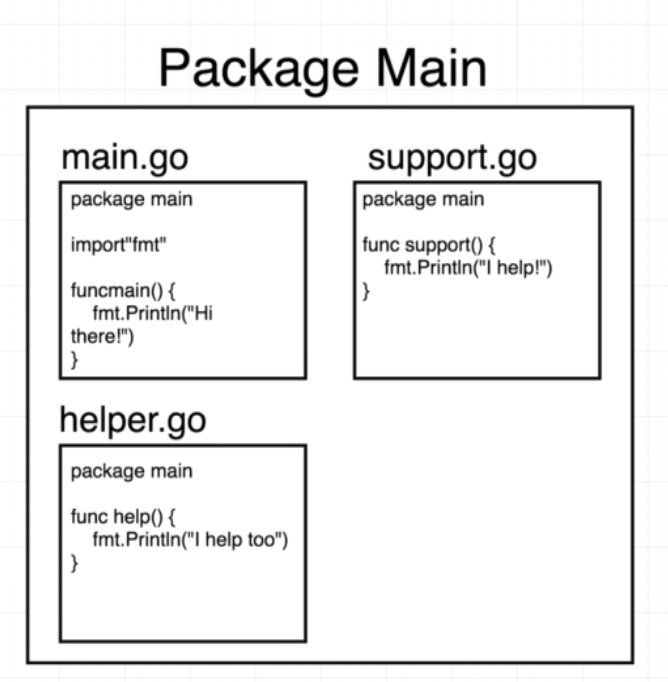 Package Main
main.go
package main
import"fmt"
funcmain() {
fmt.Println("Hi
there!")
}
support.go
package main
func support() {
fmt.Println("I help!")
}
helper.go
package main
func help() {
fmt.Println("I help too")
}